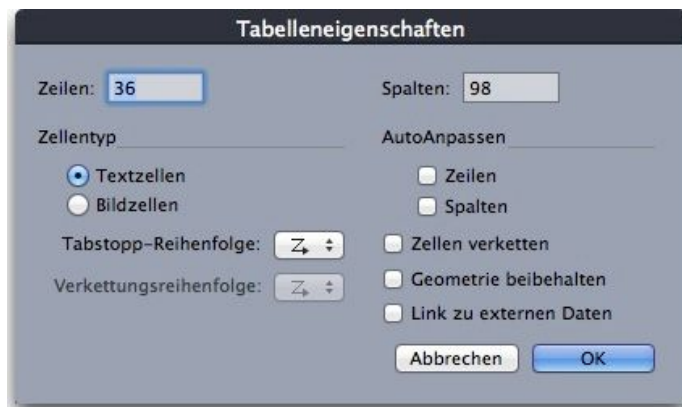 Tabelleneigenschaften
Zeilen: 36
Spalten: 98
Zellentyp
AutoAnpassen
Textzellen
Zeilen
Bildzellen
Spalten
Tabstopp-Reihenfolge:
Zellen verketten
Verkettungsreihenfolge:
Geometrie beibehalten
Link zu externen Daten
Abbrechen
OK